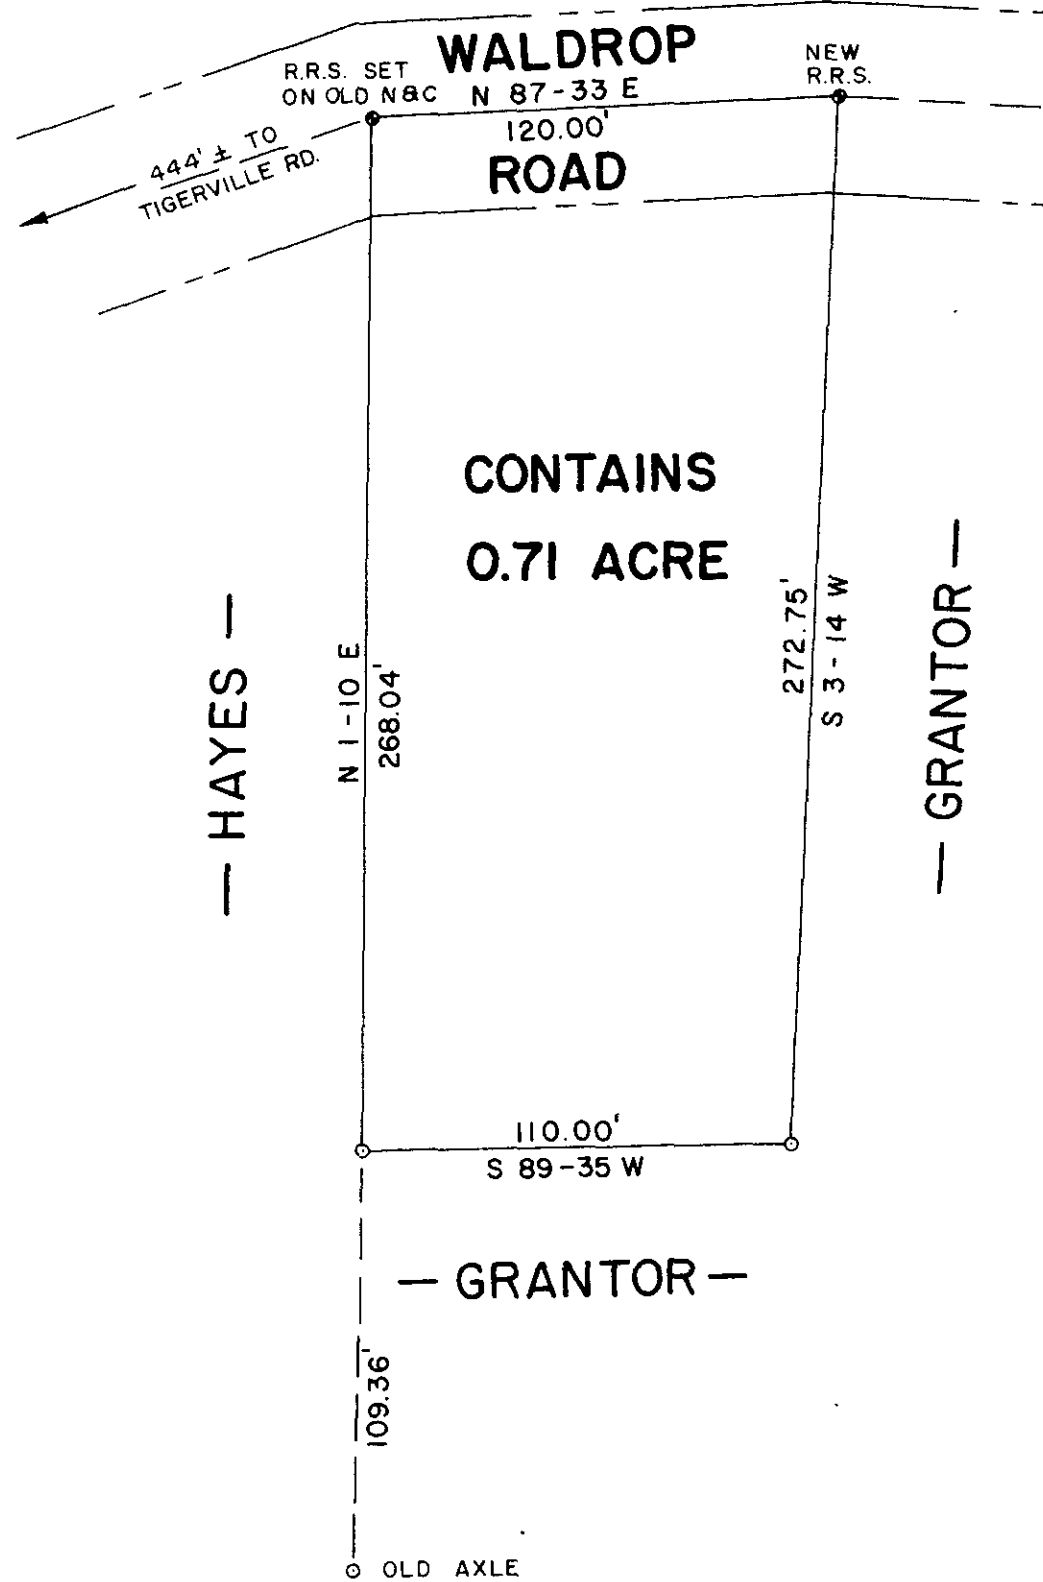 WALDROP
NEW
R.R.S.
R.R.S. SET
ON OLD N&C
N 87-33 E
120.00'
ROAD
444' ± TO
TIGERVILLE RD.
CONTAINS
0.71 ACRE
— HAYES —
N 1-10 E
268.04'
272.75'
S 3-14 W
— GRANTOR —
110.00'
S 89-35 W
— GRANTOR —
109.36'
OLD AXLE